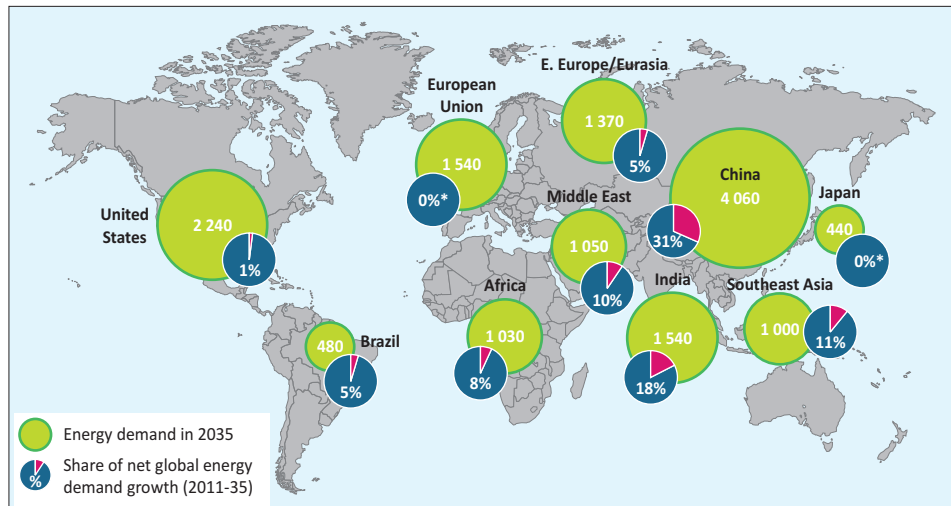 E. Europe/Eurasia
1 370
5%
European
Union
1 540
0%*
China
4 060
31%
Japan
440
0%*
United
States
2 240
1%
Middle East
1 050
10%
Africa
1 030
8%
India
1 540
18%
Southeast Asia
1 000
11%
Brazil
480
5%
Energy demand in 2035
%
Share of net global energy
demand growth (2011-35)